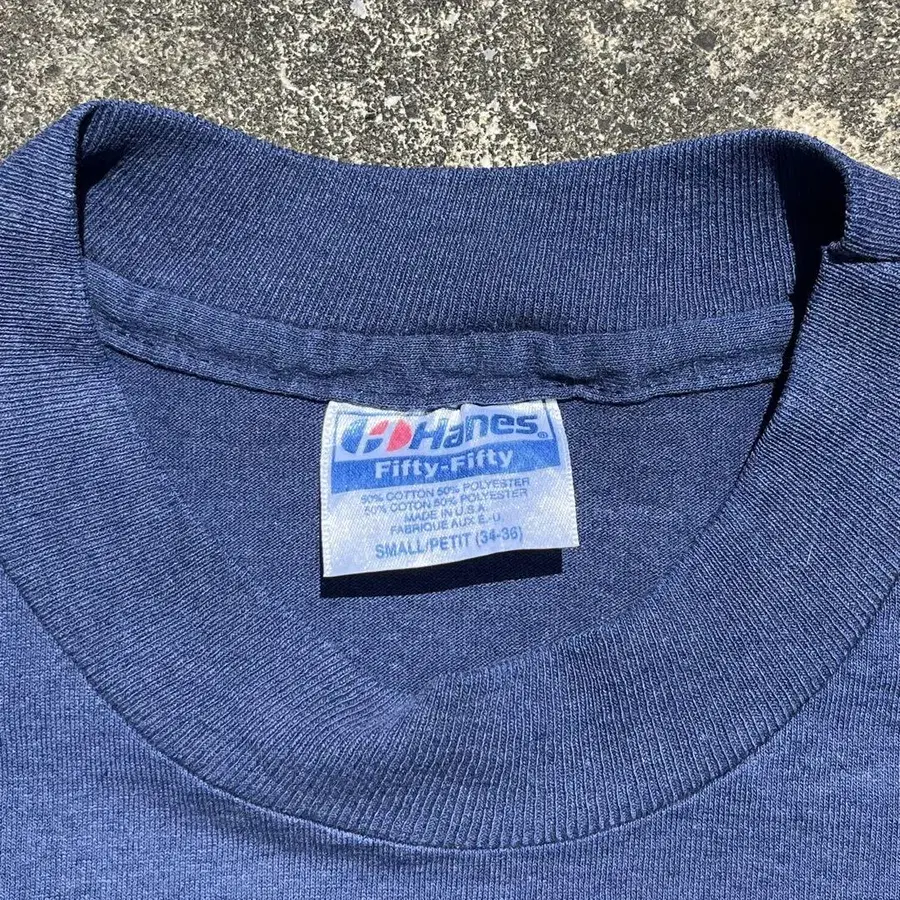 Hanes®
Fifty-Fifty
50% COTTON 50% POLYESTER
50% COTON 50% POLYESTER
MADE IN U.S.A.
FABRIQUE AUX É.-U.
SMALL/PETIT (34-36)